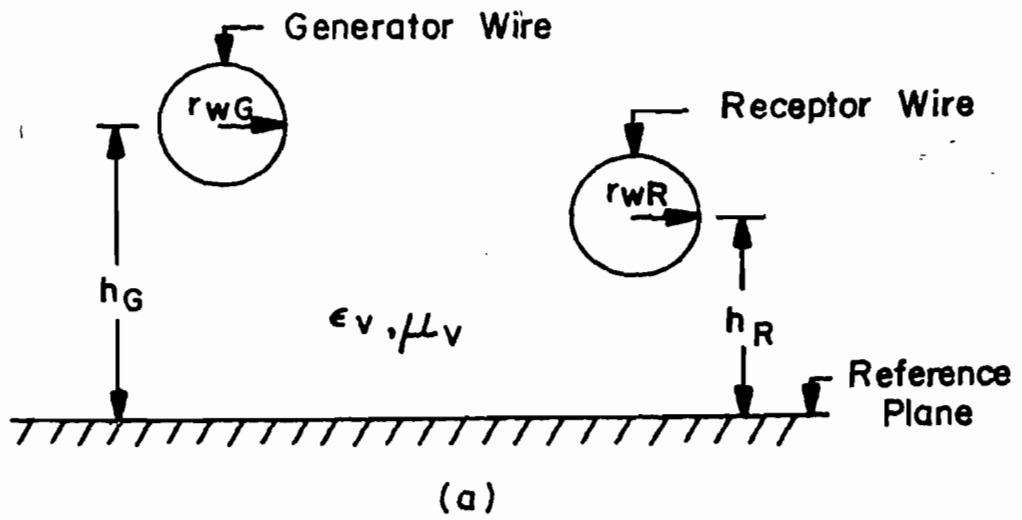 Generator Wire
rwG
Receptor Wire
rwR
hG
εv, μv
hR
Reference
Plane
(a)